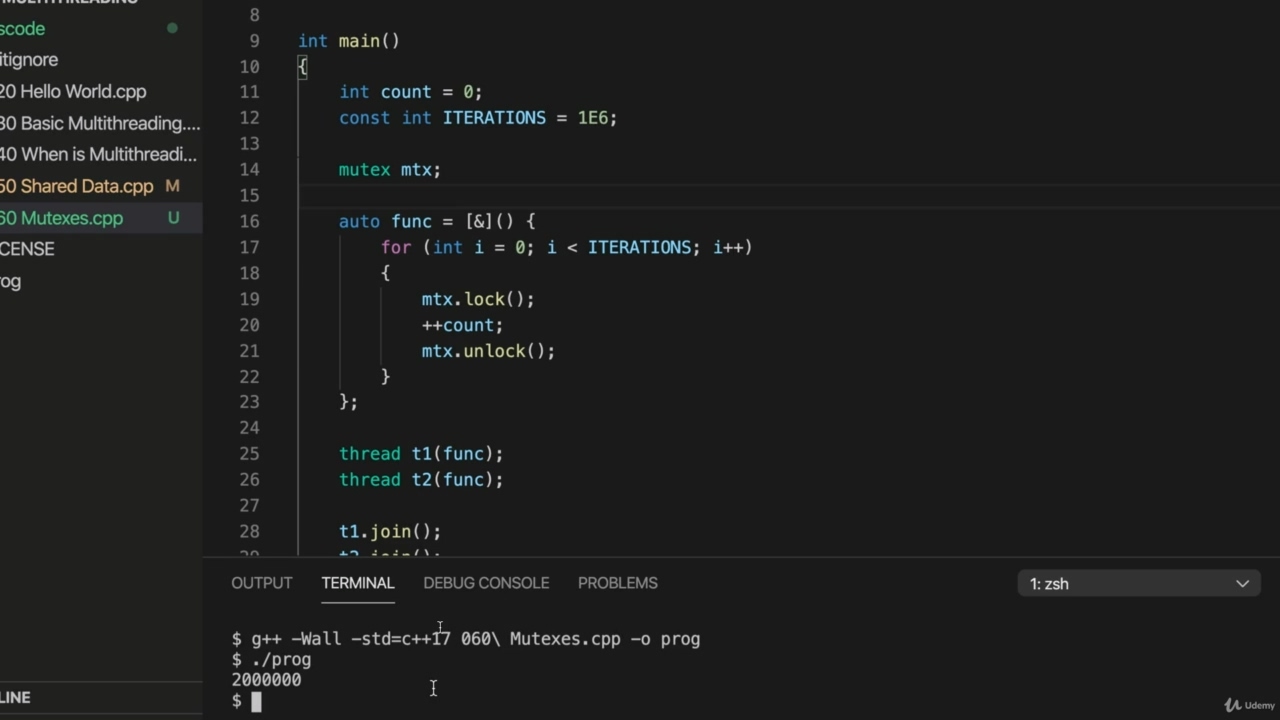 MULTITHREADING
scode
itignore
20 Hello World.cpp
30 Basic Multithreading....
40 When is Multithreadi...
50 Shared Data.cpp M
60 Mutexes.cpp U
CENSE
og
LINE
8
9 int main()
10 {
11 int count = 0;
12 const int ITERATIONS = 1E6;
13
14 mutex mtx;
15
16 auto func = [&]() {
17 for (int i = 0; i < ITERATIONS; i++)
18 {
19 mtx.lock();
20 ++count;
21 mtx.unlock();
22 }
23 };
24
25 thread t1(func);
26 thread t2(func);
27
28 t1.join();
29 t2.join();
OUTPUT TERMINAL DEBUG CONSOLE PROBLEMS 1: zsh
$ g++ -Wall -std=c++17 060\ Mutexes.cpp -o prog
$ ./prog
2000000
$
Udemy